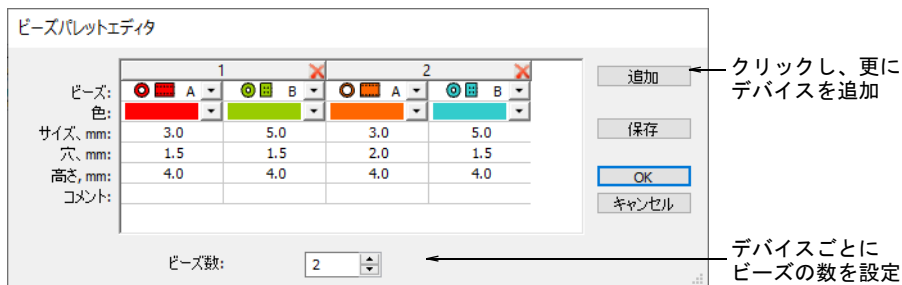 ビーズパレットエディタ
1 2
ビーズ: A B A B
色:
サイズ、mm: 3.0 5.0 3.0 5.0
穴、mm: 1.5 1.5 2.0 1.5
高さ, mm: 4.0 4.0 4.0 4.0
コメント:
ビーズ数: 2
追加
保存
OK
キャンセル
クリックし、更に
デバイスを追加
デバイスごとに
ビーズの数を設定